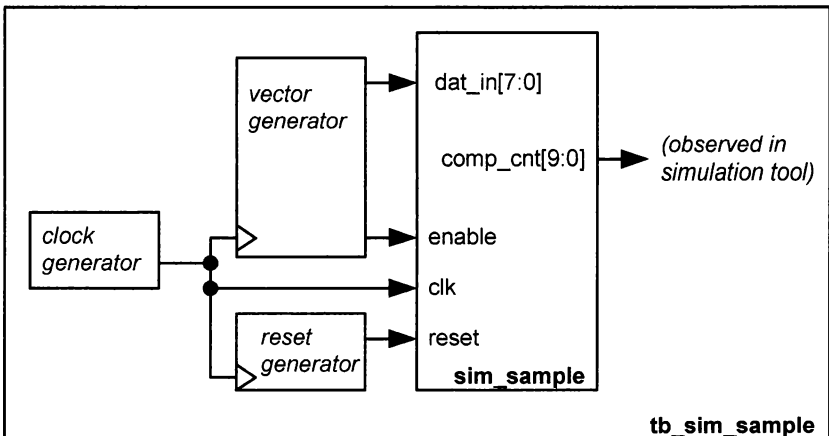 vector
generator
dat_in[7:0]
comp_cnt[9:0]
(observed in
simulation tool)
clock
generator
enable
clk
reset
generator
reset
sim_sample
tb_sim_sample